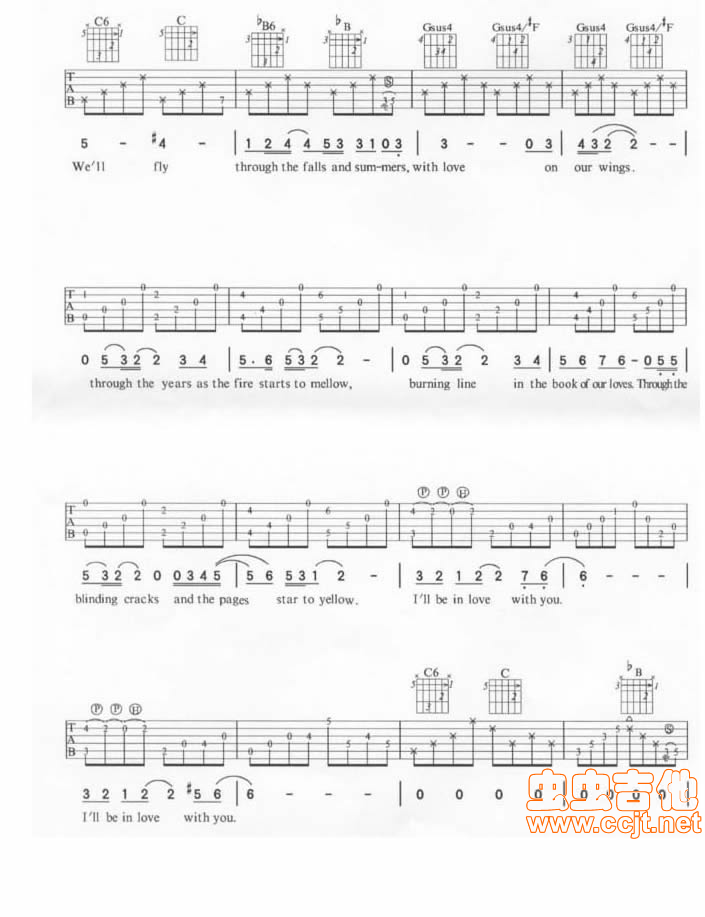 C6 C ♭B6 ♭B Gsus4 Gsus4/♯F Gsus4 Gsus4/♯F
5 - ♯4 - | 1 2 4 4 5 3 3 1 0 3 | 3 - - 0 3 | 4 3 2 2 - - |
We'll fly through the falls and sum-mers, with love on our wings.
0 5 3 2 2 3 4 | 5. 6 5 3 2 2 - | 0 5 3 2 2 3 4 | 5 6 7 6 - 0 5 5 |
through the years as the fire starts to mellow, burning line in the book of our loves. Through the
5 3 2 2 0 0 3 4 5 | 5 6 5 3 1 2 - | 3 2 1 2 2 7 6 | 6 - - - |
blinding cracks and the pages star to yellow. I'll be in love with you.
C6 C ♭B
3 2 1 2 2 ♯5 6 | 6 - - - | 0 0 0 0 | 0 0 0 0 |
I'll be in love with you.
虫虫吉他
www.ccjt.net